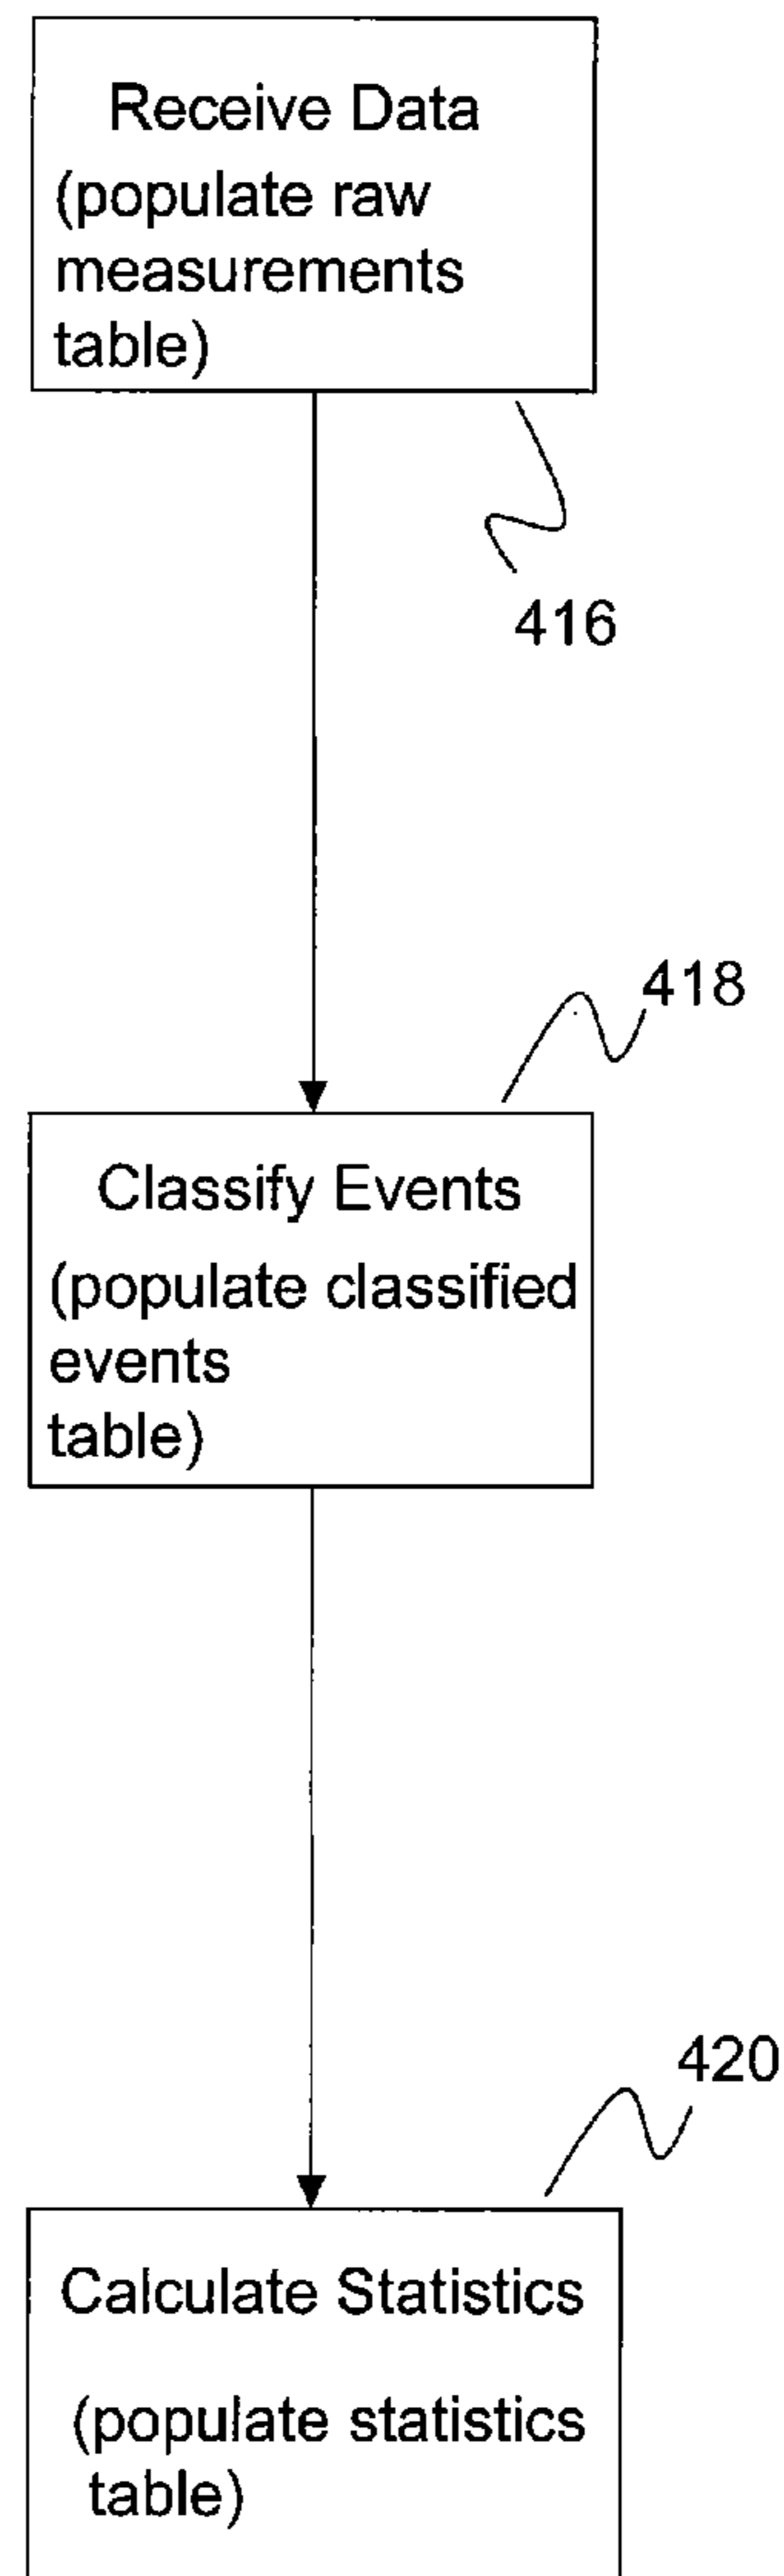 Receive Data
(populate raw
measurements
table)
416
418
Classify Events
(populate classified
events
table)
420
Calculate Statistics
(populate statistics
table)